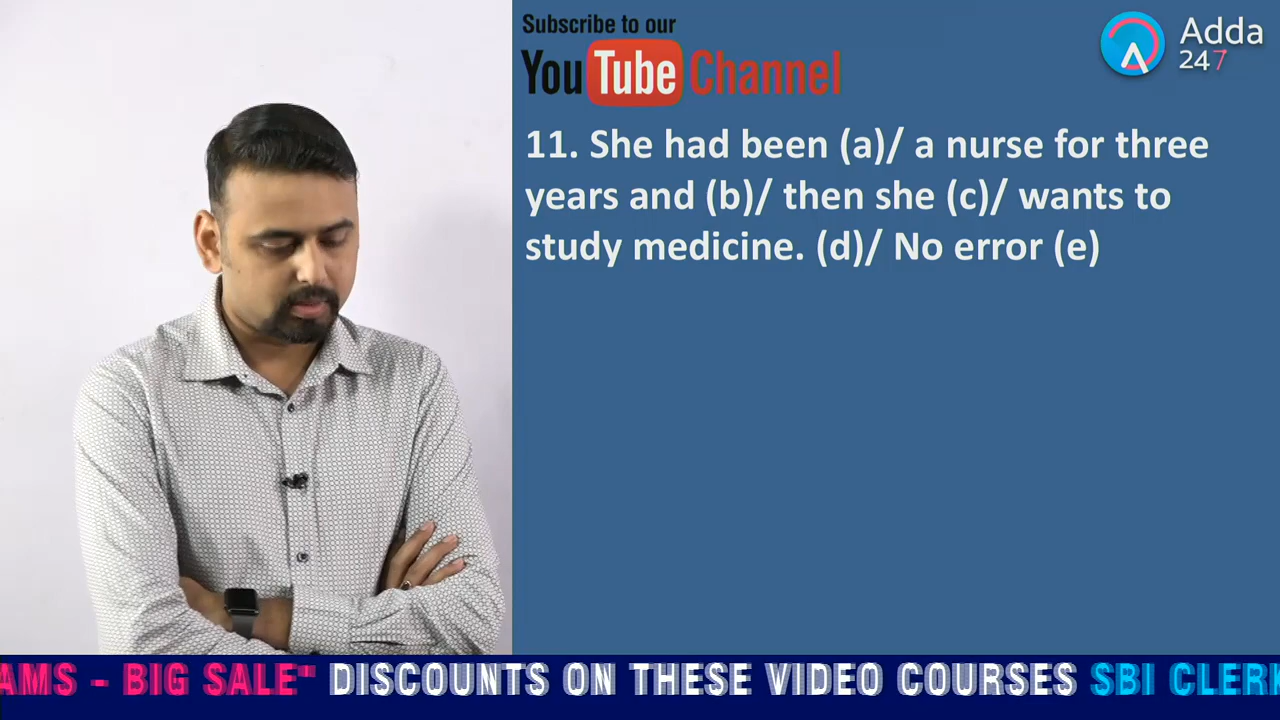 Subscribe to our
YouTube Channel
Adda
247
11. She had been (a)/ a nurse for three
years and (b)/ then she (c)/ wants to
study medicine. (d)/ No error (e)
AMS - BIG SALE" DISCOUNTS ON THESE VIDEO COURSES SBI CLERK